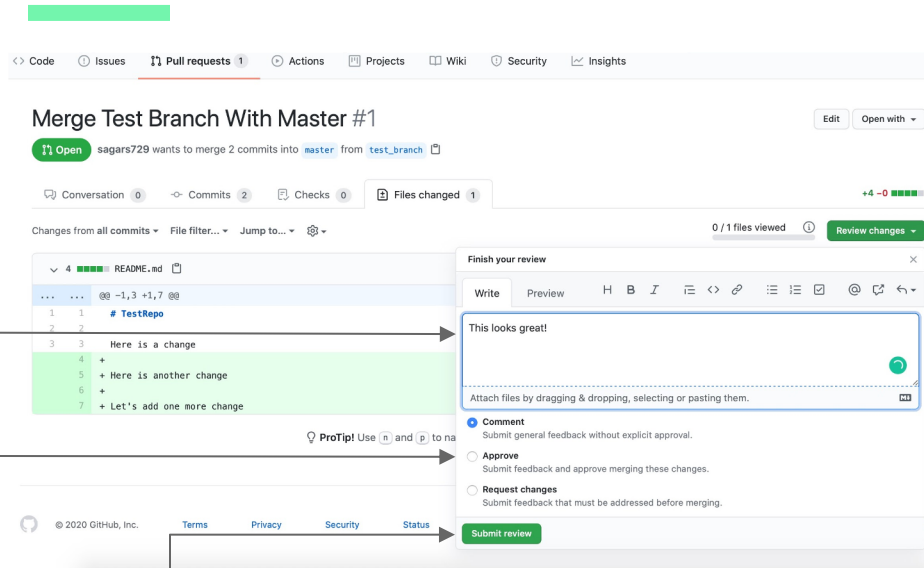 <> Code Issues Pull requests 1 Actions Projects Wiki Security Insights
Merge Test Branch With Master #1
Edit Open with
Open sagars729 wants to merge 2 commits into master from test_branch
Conversation 0 Commits 2 Checks 0 Files changed 1
+4 −0
Changes from all commits File filter... Jump to...
0 / 1 files viewed Review changes
4 README.md
... ... @@ -1,3 +1,7 @@
1 1 # TestRepo
2 2
3 3 Here is a change
4 +
5 + Here is another change
6 +
7 + Let's add one more change
ProTip! Use n and p to na
Finish your review
Write Preview H B I
This looks great!
Attach files by dragging & dropping, selecting or pasting them.
Comment
Submit general feedback without explicit approval.
Approve
Submit feedback and approve merging these changes.
Request changes
Submit feedback that must be addressed before merging.
Submit review
© 2020 GitHub, Inc. Terms Privacy Security Status